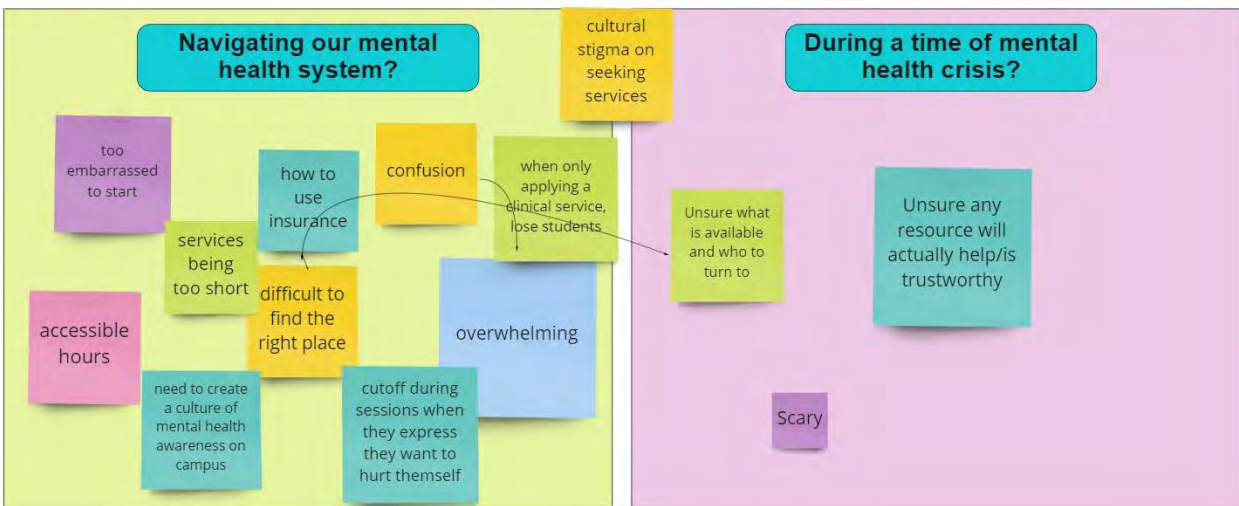 Navigating our mental
health system?
too
embarrassed
to start
how to
use
insurance
confusion
when only
applying a
clinical service,
lose students
services
being
too short
difficult to
find the
right place
overwhelming
accessible
hours
need to create
a culture of
mental health
awareness on
campus
cutoff during
sessions when
they express
they want to
hurt themself
cultural
stigma on
seeking
services
During a time of mental
health crisis?
Unsure what
is available
and who to
turn to
Unsure any
resource will
actually help/is
trustworthy
Scary